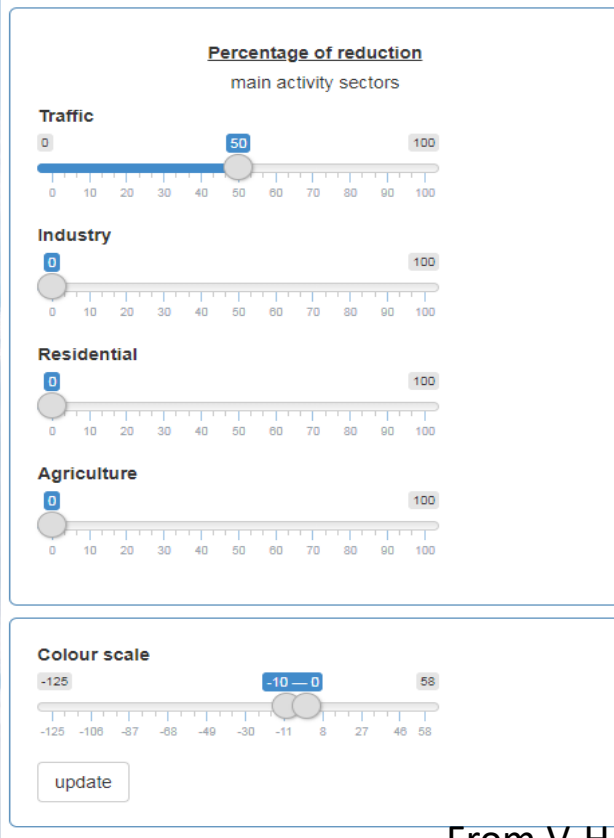 Percentage of reduction
main activity sectors
Traffic
0 50 100
0 10 20 30 40 50 60 70 80 90 100
Industry
0 100
0 10 20 30 40 50 60 70 80 90 100
Residential
0 100
0 10 20 30 40 50 60 70 80 90 100
Agriculture
0 100
0 10 20 30 40 50 60 70 80 90 100
Colour scale
-125 -10 — 0 58
-125 -106 -87 -68 -49 -30 -11 8 27 46 58
update
From V